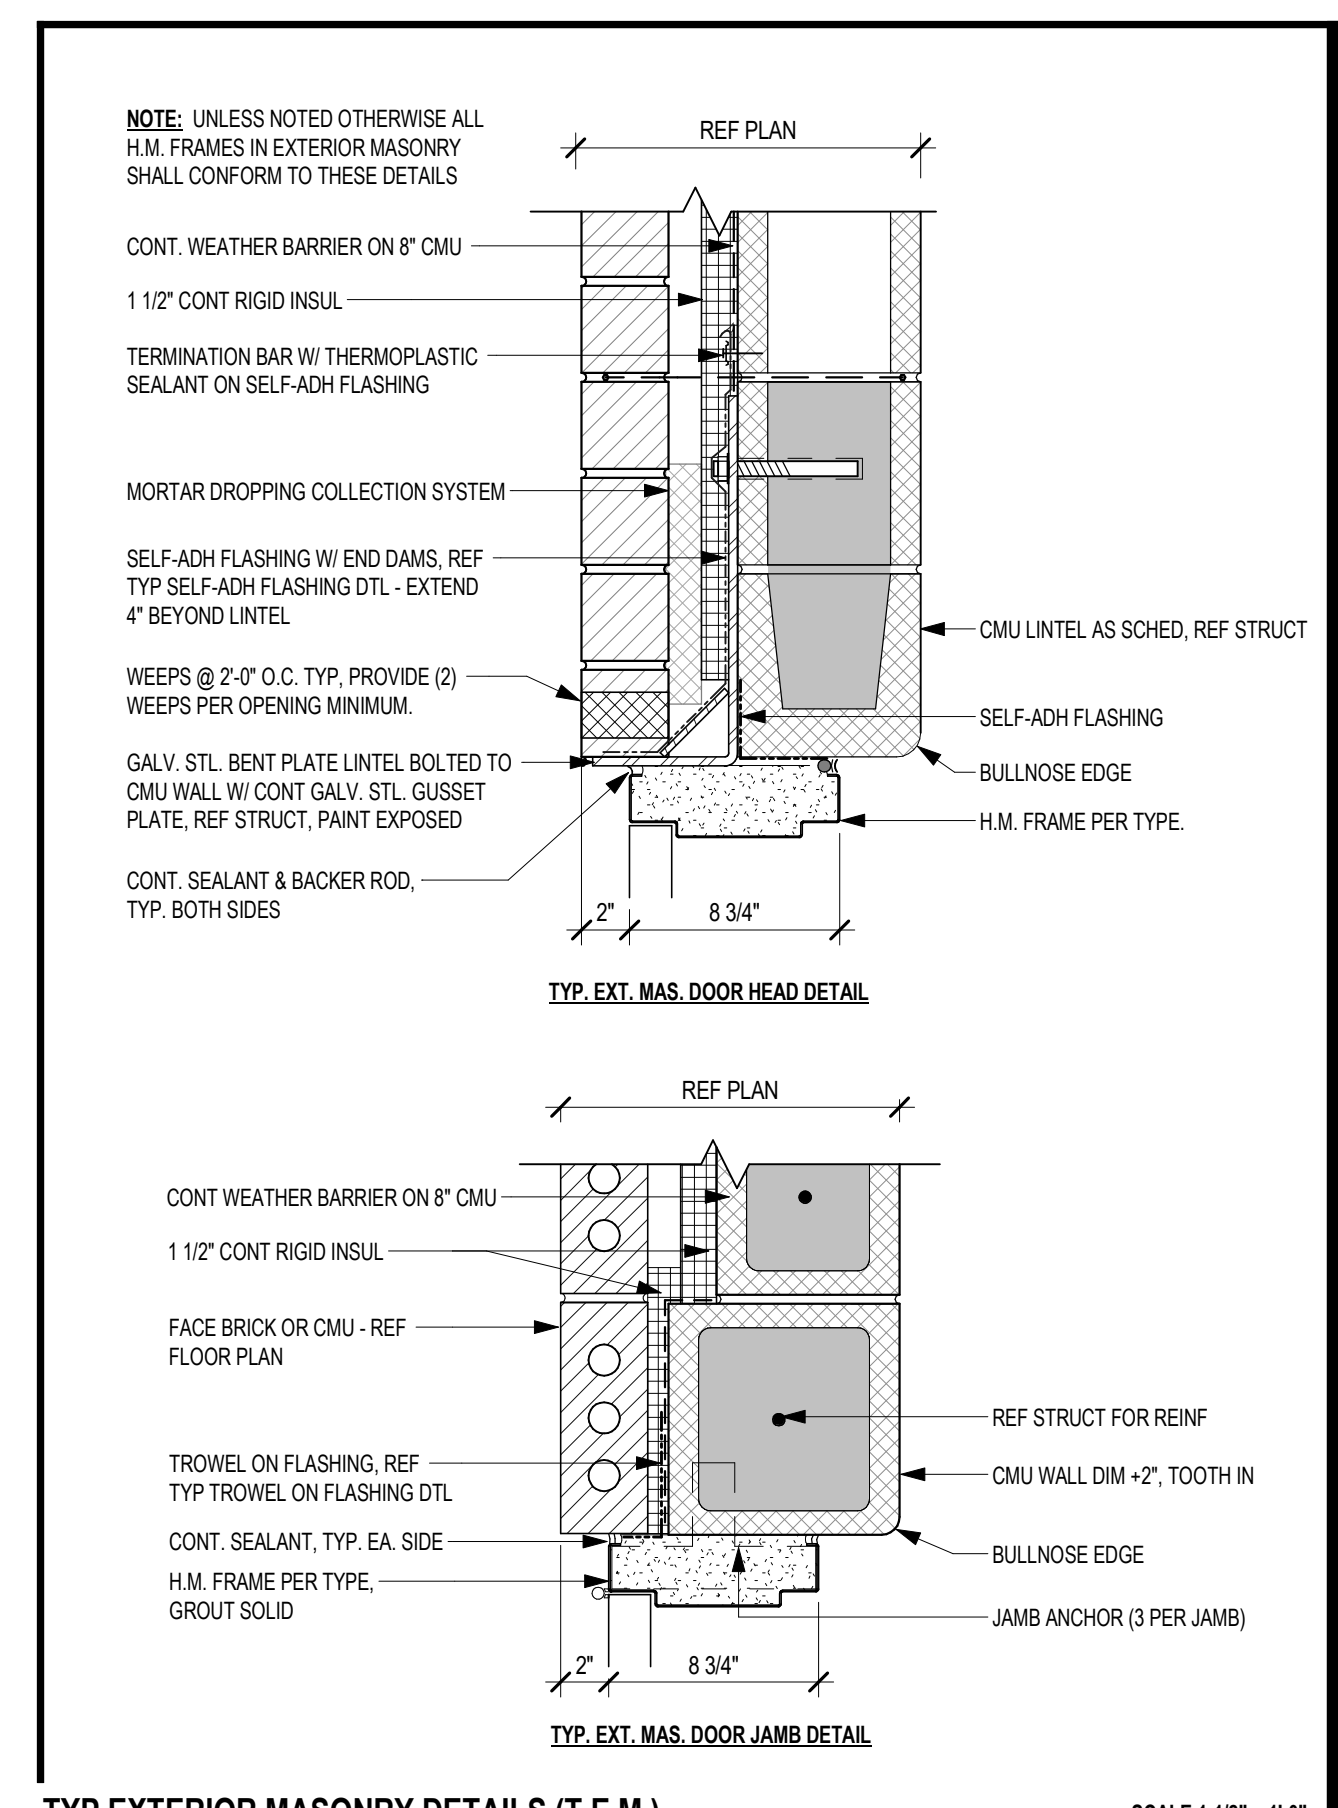 NOTE: UNLESS NOTED OTHERWISE ALL
H.M. FRAMES IN EXTERIOR MASONRY
SHALL CONFORM TO THESE DETAILS
REF PLAN
CONT. WEATHER BARRIER ON 8" CMU
1 1/2" CONT RIGID INSUL
TERMINATION BAR W/ THERMOPLASTIC
SEALANT ON SELF-ADH FLASHING
MORTAR DROPPING COLLECTION SYSTEM
SELF-ADH FLASHING W/ END DAMS, REF
TYP SELF-ADH FLASHING DTL - EXTEND
4" BEYOND LINTEL
WEEPS @ 2'-0" O.C. TYP, PROVIDE (2)
WEEPS PER OPENING MINIMUM.
GALV. STL. BENT PLATE LINTEL BOLTED TO
CMU WALL W/ CONT GALV. STL. GUSSET
PLATE, REF STRUCT, PAINT EXPOSED
CONT. SEALANT & BACKER ROD,
TYP. BOTH SIDES
CMU LINTEL AS SCHED, REF STRUCT
SELF-ADH FLASHING
BULLNOSE EDGE
H.M. FRAME PER TYPE.
2"
8 3/4"
TYP. EXT. MAS. DOOR HEAD DETAIL
REF PLAN
CONT WEATHER BARRIER ON 8" CMU
1 1/2" CONT RIGID INSUL
FACE BRICK OR CMU - REF
FLOOR PLAN
TROWEL ON FLASHING, REF
TYP TROWEL ON FLASHING DTL
CONT. SEALANT, TYP. EA. SIDE
H.M. FRAME PER TYPE,
GROUT SOLID
REF STRUCT FOR REINF
CMU WALL DIM +2", TOOTH IN
BULLNOSE EDGE
JAMB ANCHOR (3 PER JAMB)
2"
8 3/4"
TYP. EXT. MAS. DOOR JAMB DETAIL
TYP EXTERIOR MASONRY DETAILS (T.E.M.)